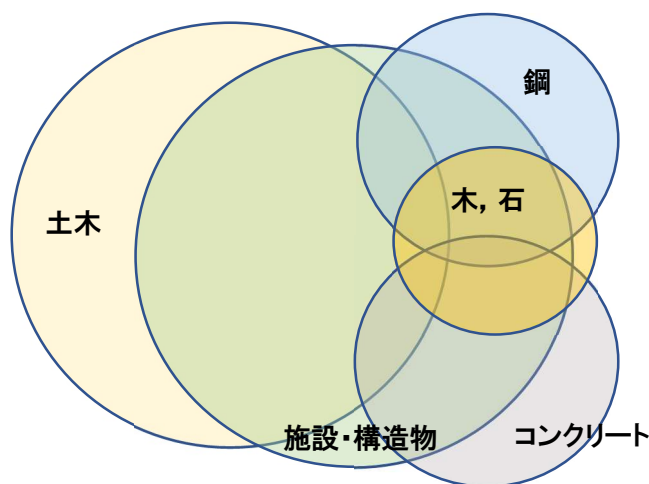 鋼
木，石
土木
施設・構造物
コンクリート